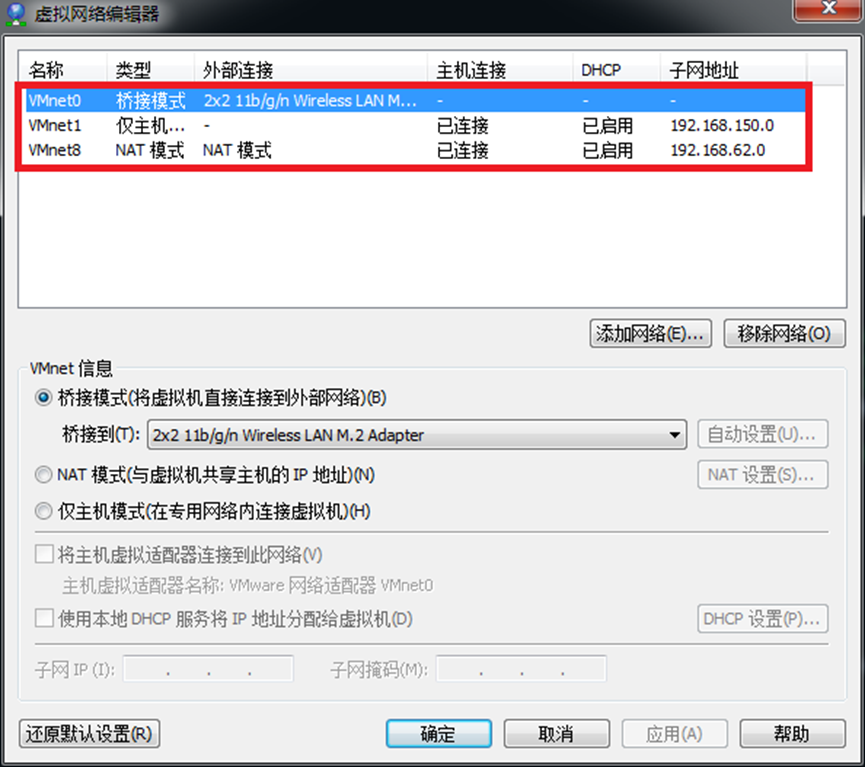 虚拟网络编辑器
名称 类型 外部连接 主机连接 DHCP 子网地址
VMnet0 桥接模式 2x2 11b/g/n Wireless LAN M... - - -
VMnet1 仅主机... - 已连接 已启用 192.168.150.0
VMnet8 NAT 模式 NAT 模式 已连接 已启用 192.168.62.0
添加网络(E)... 移除网络(O)
VMnet 信息
桥接模式(将虚拟机直接连接到外部网络)(B)
桥接到(T): 2x2 11b/g/n Wireless LAN M.2 Adapter 自动设置(U)...
NAT 模式(与虚拟机共享主机的 IP 地址)(N) NAT 设置(S)...
仅主机模式(在专用网络内连接虚拟机)(H)
将主机虚拟适配器连接到此网络(V)
主机虚拟适配器名称: VMware 网络适配器 VMnet0
使用本地 DHCP 服务将 IP 地址分配给虚拟机(D) DHCP 设置(P)...
子网 IP (I): . . . 子网掩码(M): . . .
还原默认设置(R) 确定 取消 应用(A) 帮助